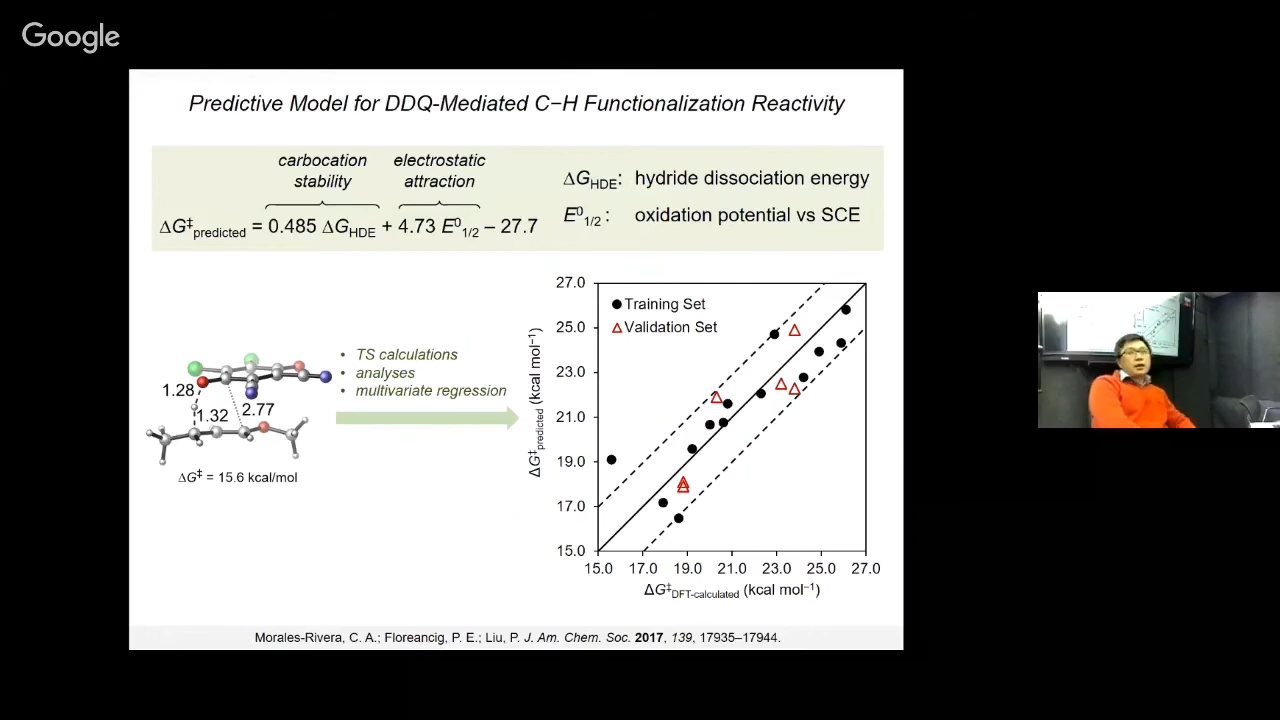 Google
Predictive Model for DDQ-Mediated C−H Functionalization Reactivity
carbocation stability
electrostatic attraction
ΔG‡predicted = 0.485 ΔGHDE + 4.73 E01/2 – 27.7
ΔGHDE: hydride dissociation energy
E01/2 : oxidation potential vs SCE
1.28
1.32
2.77
ΔG‡ = 15.6 kcal/mol
• TS calculations
• analyses
• multivariate regression
Training Set
Validation Set
27.0
25.0
23.0
21.0
19.0
17.0
15.0
ΔG‡predicted (kcal mol−1)
15.0 17.0 19.0 21.0 23.0 25.0 27.0
ΔG‡DFT-calculated (kcal mol−1)
Morales-Rivera, C. A.; Floreancig, P. E.; Liu, P. J. Am. Chem. Soc. 2017, 139, 17935–17944.